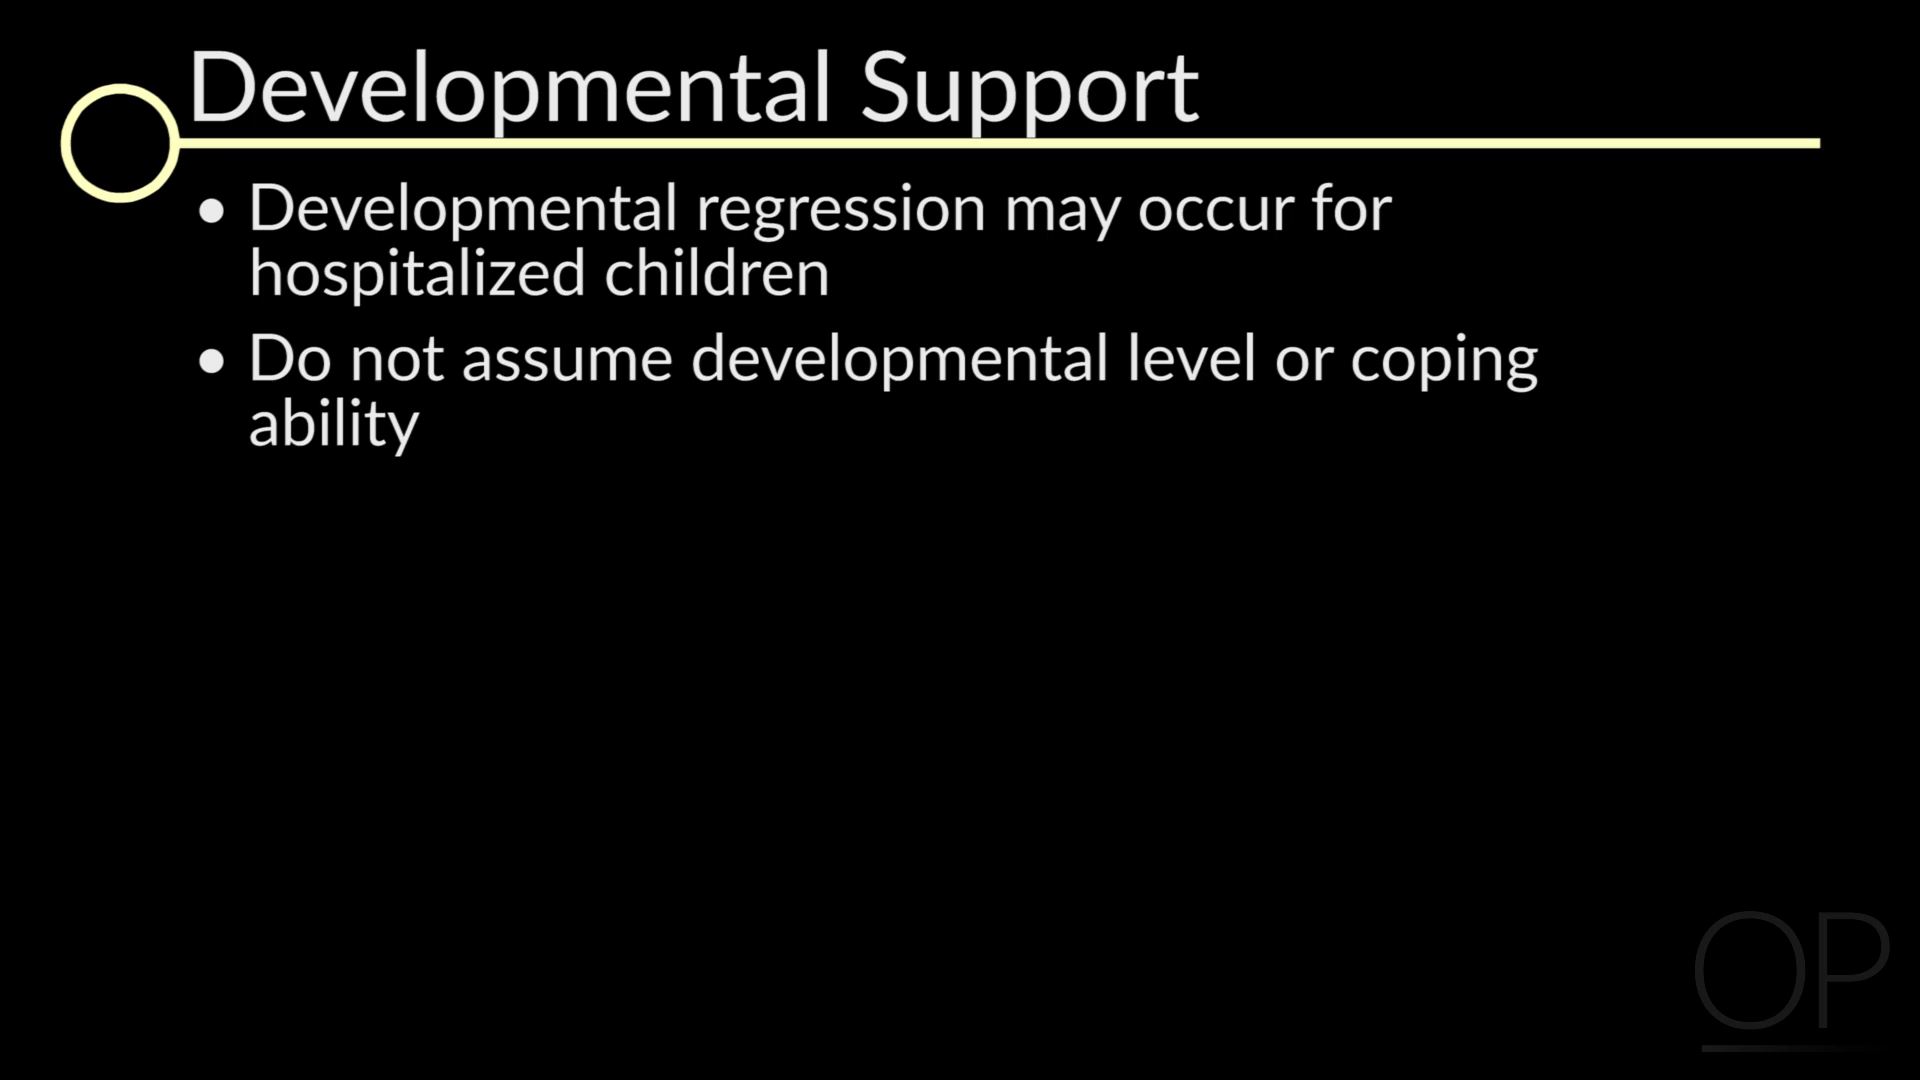 Developmental Support
• Developmental regression may occur for
hospitalized children
• Do not assume developmental level or coping
ability
OP